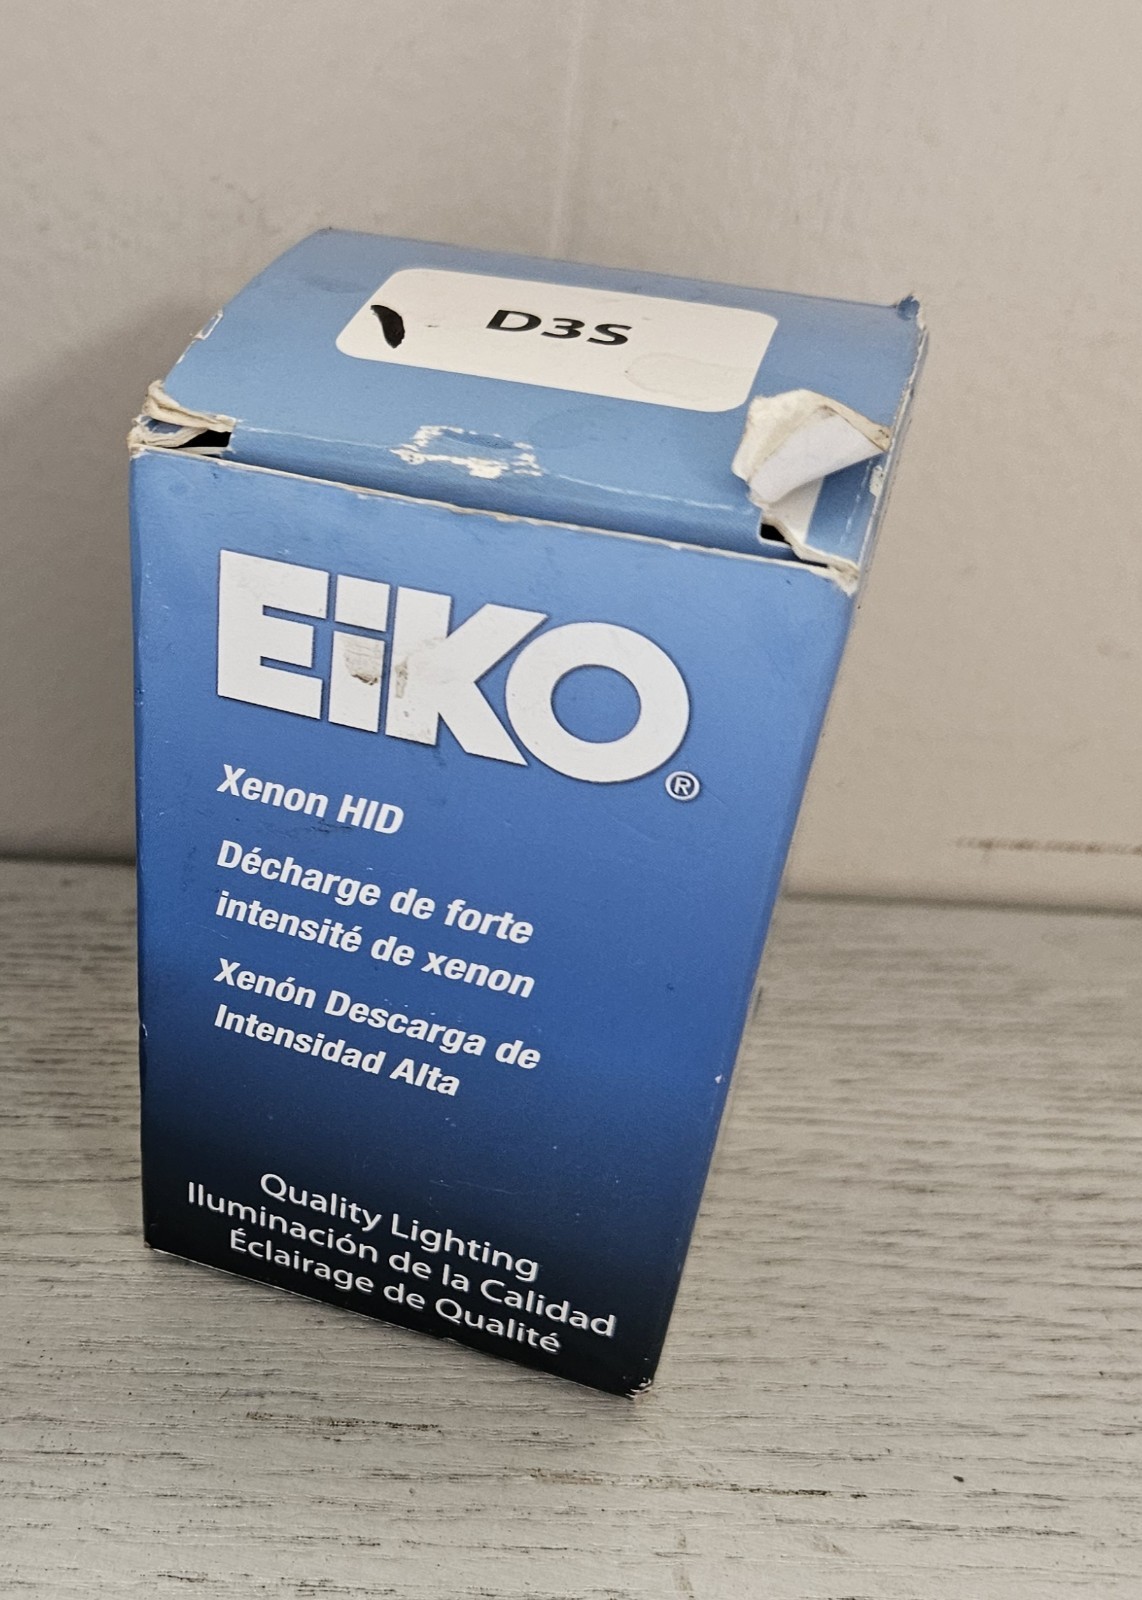 D3S
EiKO®
Xenon HID
Décharge de forte
intensité de xenon
Xenón Descarga de
Intensidad Alta
Quality Lighting
Iluminación de la Calidad
Éclairage de Qualité